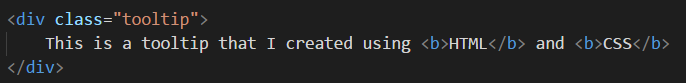 <div class="tooltip">
    This is a tooltip that I created using <b>HTML</b> and <b>CSS</b>
</div>